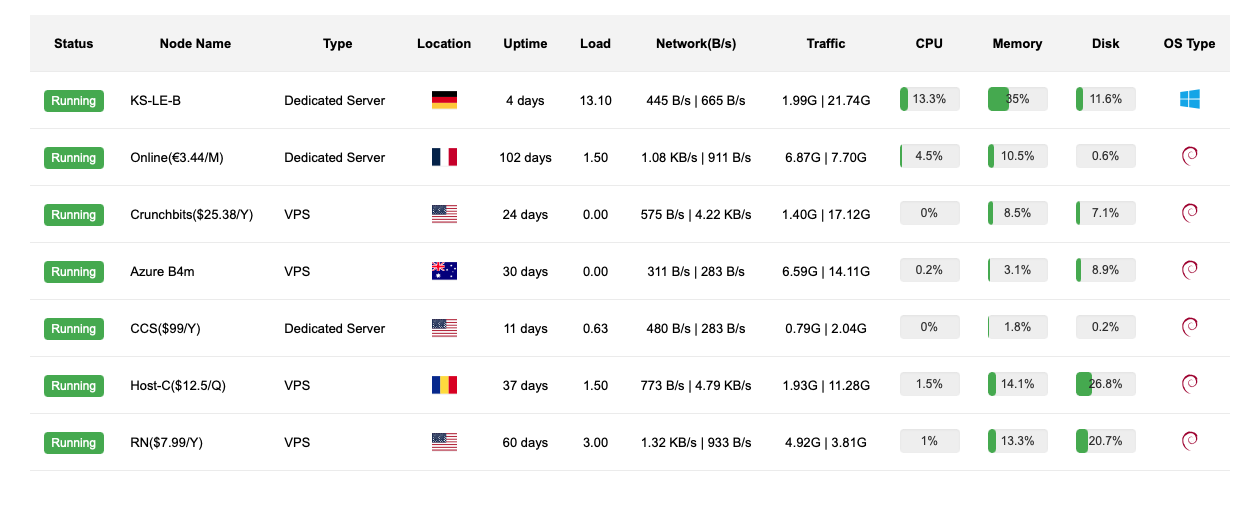 Status Node Name Type Location Uptime Load Network(B/s) Traffic CPU Memory Disk OS Type
Running KS-LE-B Dedicated Server 4 days 13.10 445 B/s | 665 B/s 1.99G | 21.74G 13.3% 35% 11.6%
Running Online(€3.44/M) Dedicated Server 102 days 1.50 1.08 KB/s | 911 B/s 6.87G | 7.70G 4.5% 10.5% 0.6%
Running Crunchbits($25.38/Y) VPS 24 days 0.00 575 B/s | 4.22 KB/s 1.40G | 17.12G 0% 8.5% 7.1%
Running Azure B4m VPS 30 days 0.00 311 B/s | 283 B/s 6.59G | 14.11G 0.2% 3.1% 8.9%
Running CCS($99/Y) Dedicated Server 11 days 0.63 480 B/s | 283 B/s 0.79G | 2.04G 0% 1.8% 0.2%
Running Host-C($12.5/Q) VPS 37 days 1.50 773 B/s | 4.79 KB/s 1.93G | 11.28G 1.5% 14.1% 26.8%
Running RN($7.99/Y) VPS 60 days 3.00 1.32 KB/s | 933 B/s 4.92G | 3.81G 1% 13.3% 20.7%